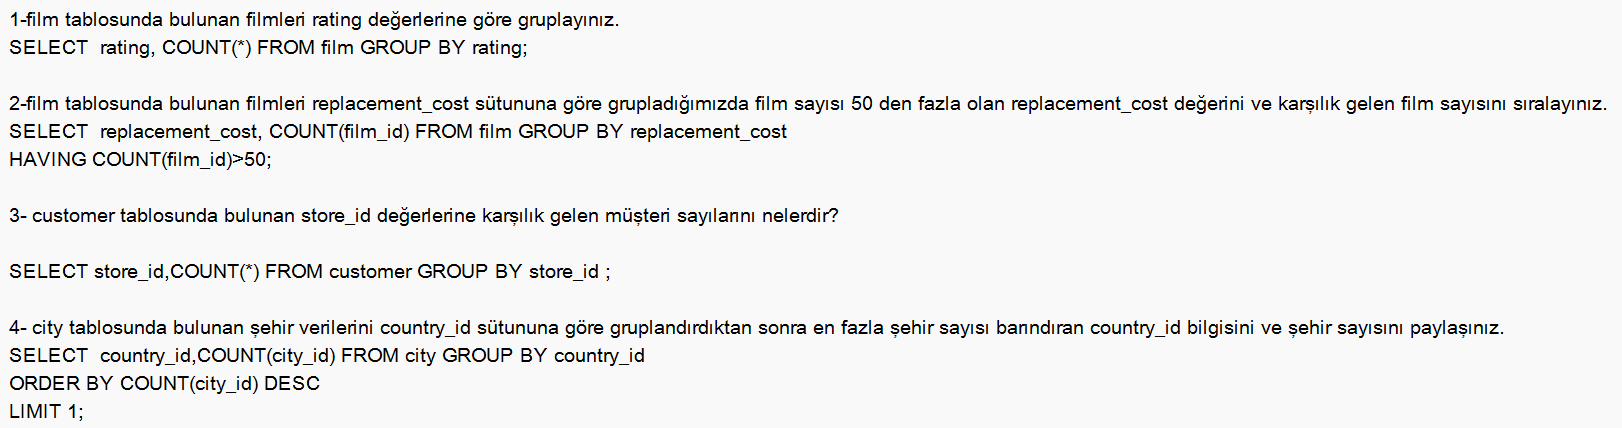 1-film tablosunda bulunan filmleri rating değerlerine göre gruplayınız.
SELECT  rating, COUNT(*) FROM film GROUP BY rating;
2-film tablosunda bulunan filmleri replacement_cost sütununa göre grupladığımızda film sayısı 50 den fazla olan replacement_cost değerini ve karşılık gelen film sayısını sıralayınız.
SELECT  replacement_cost, COUNT(film_id) FROM film GROUP BY replacement_cost
HAVING COUNT(film_id)>50;
3- customer tablosunda bulunan store_id değerlerine karşılık gelen müşteri sayılarını nelerdir?
SELECT store_id,COUNT(*) FROM customer GROUP BY store_id ;
4- city tablosunda bulunan şehir verilerini country_id sütununa göre gruplandırdıktan sonra en fazla şehir sayısı barındıran country_id bilgisini ve şehir sayısını paylaşınız.
SELECT  country_id,COUNT(city_id) FROM city GROUP BY country_id
ORDER BY COUNT(city_id) DESC
LIMIT 1;